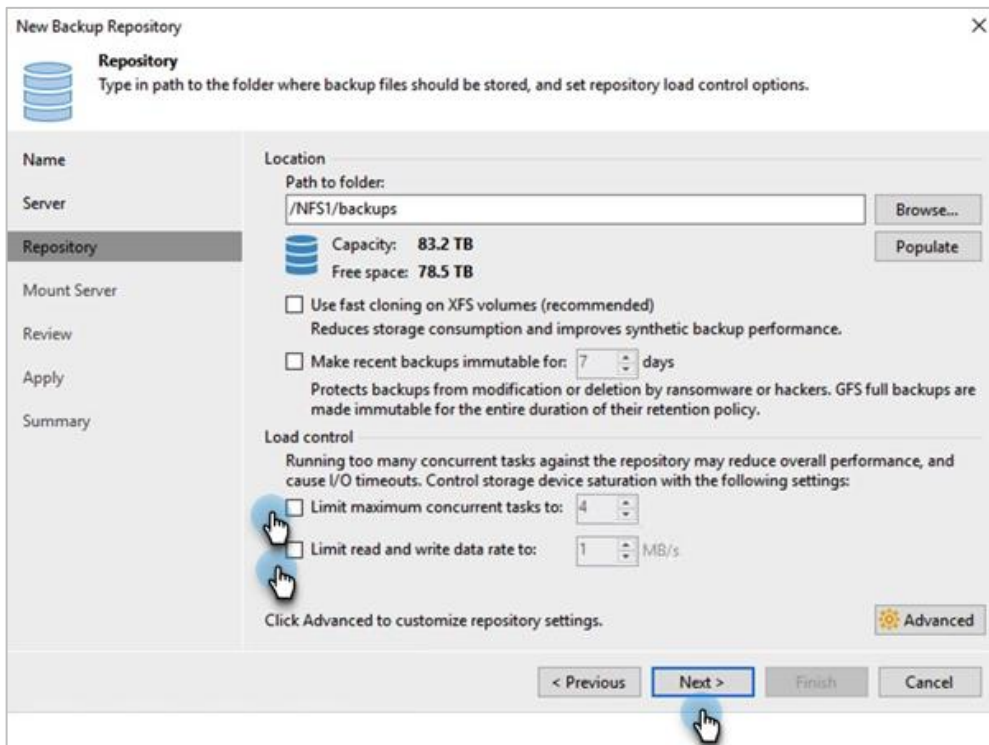 New Backup Repository
Repository
Type in path to the folder where backup files should be stored, and set repository load control options.
Name
Server
Repository
Mount Server
Review
Apply
Summary
Location
Path to folder:
/NFS1/backups
Browse...
Capacity: 83.2 TB
Populate
Free space: 78.5 TB
Use fast cloning on XFS volumes (recommended)
Reduces storage consumption and improves synthetic backup performance.
Make recent backups immutable for: 7 days
Protects backups from modification or deletion by ransomware or hackers. GFS full backups are
made immutable for the entire duration of their retention policy.
Load control
Running too many concurrent tasks against the repository may reduce overall performance, and
cause I/O timeouts. Control storage device saturation with the following settings:
Limit maximum concurrent tasks to: 4
Limit read and write data rate to: 1 MB/s
Click Advanced to customize repository settings.
Advanced
< Previous
Next >
Finish
Cancel